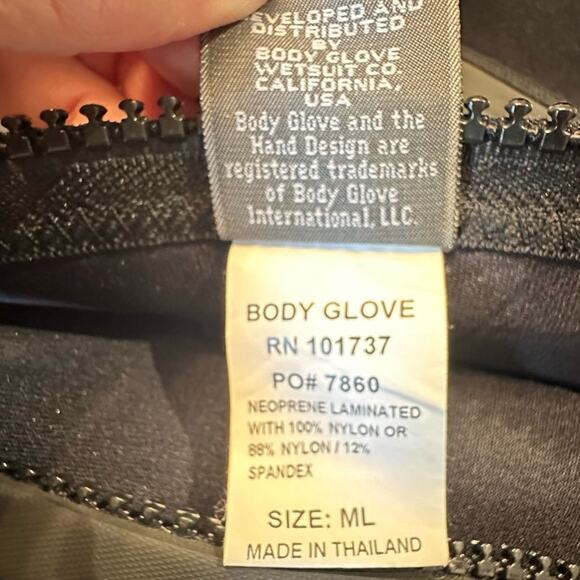 DEVELOPED AND
DISTRIBUTED
BY
BODY GLOVE
WETSUIT CO.
CALIFORNIA,
USA
Body Glove and the
Hand Design are
registered trademarks
of Body Glove
International, LLC.
BODY GLOVE
RN 101737
PO# 7860
NEOPRENE LAMINATED
WITH 100% NYLON OR
88% NYLON / 12%
SPANDEX
SIZE: ML
MADE IN THAILAND